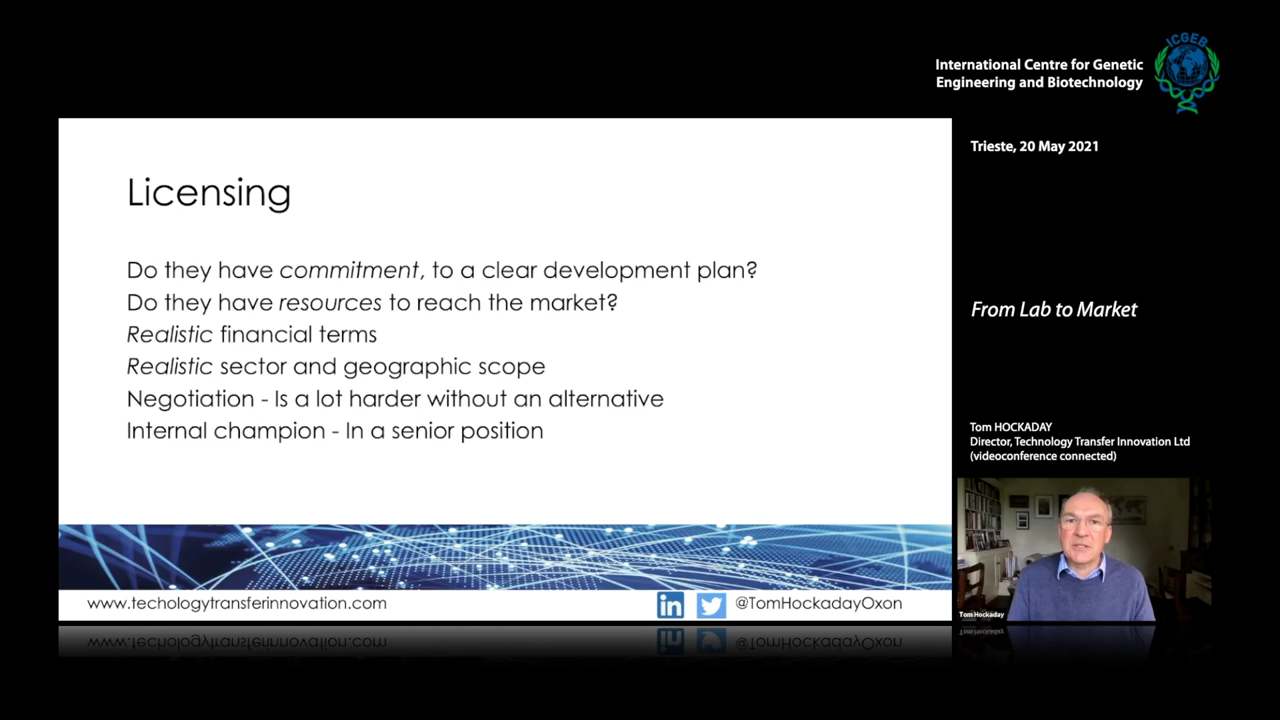 ICGEB
International Centre for Genetic
Engineering and Biotechnology
Trieste, 20 May 2021
Licensing
Do they have commitment, to a clear development plan?
Do they have resources to reach the market?
Realistic financial terms
Realistic sector and geographic scope
Negotiation - Is a lot harder without an alternative
Internal champion - In a senior position
From Lab to Market
Tom HOCKADAY
Director, Technology Transfer Innovation Ltd
(videoconference connected)
Tom Hockaday
www.techologytransferinnovation.com
in
@TomHockadayOxon